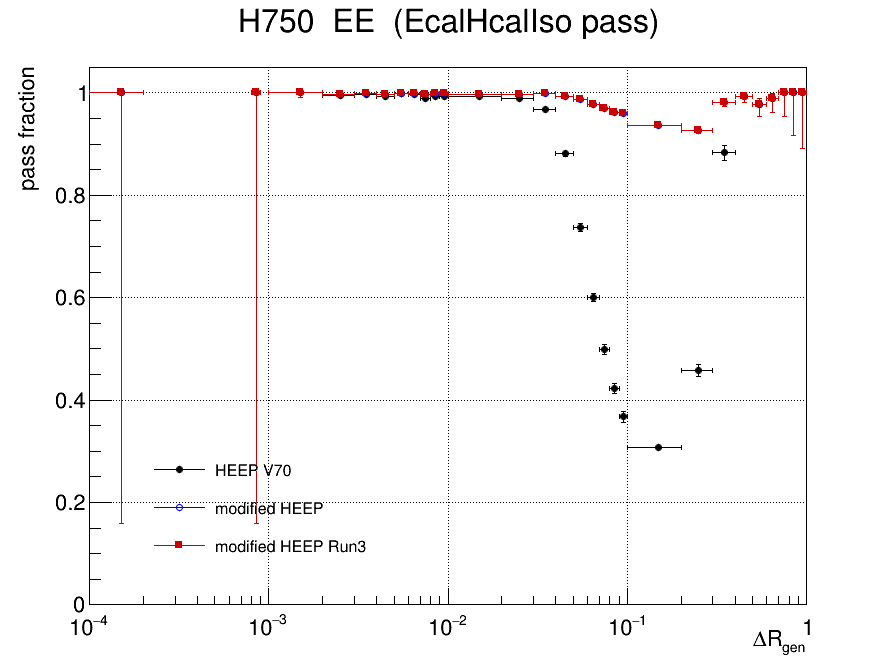 H750 EE (EcalHcalIso pass)
pass fraction
1
0.8
0.6
0.4
0.2
0
HEEP V70
modified HEEP
modified HEEP Run3
10⁻⁴ 10⁻³ 10⁻² 10⁻¹ 1
ΔR_gen